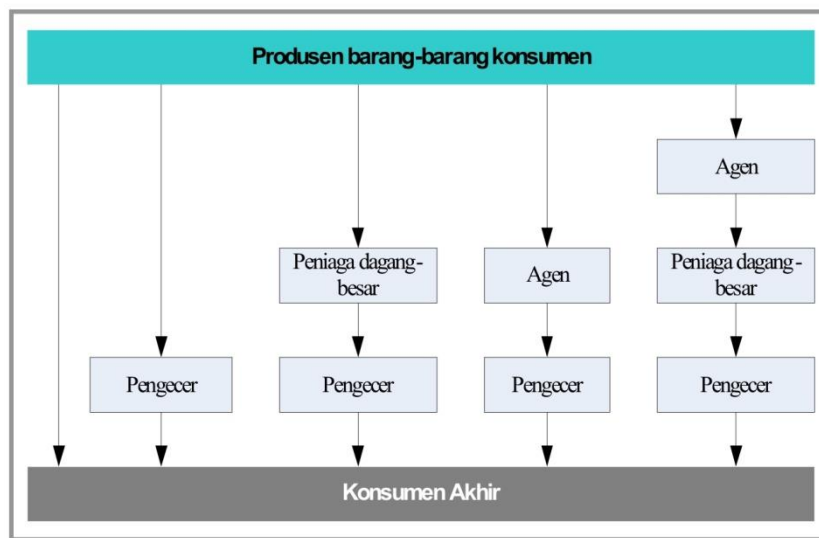 Produsen barang-barang konsumen
Agen
Peniaga dagang-
besar
Agen
Peniaga dagang-
besar
Pengecer
Pengecer
Pengecer
Pengecer
Konsumen Akhir